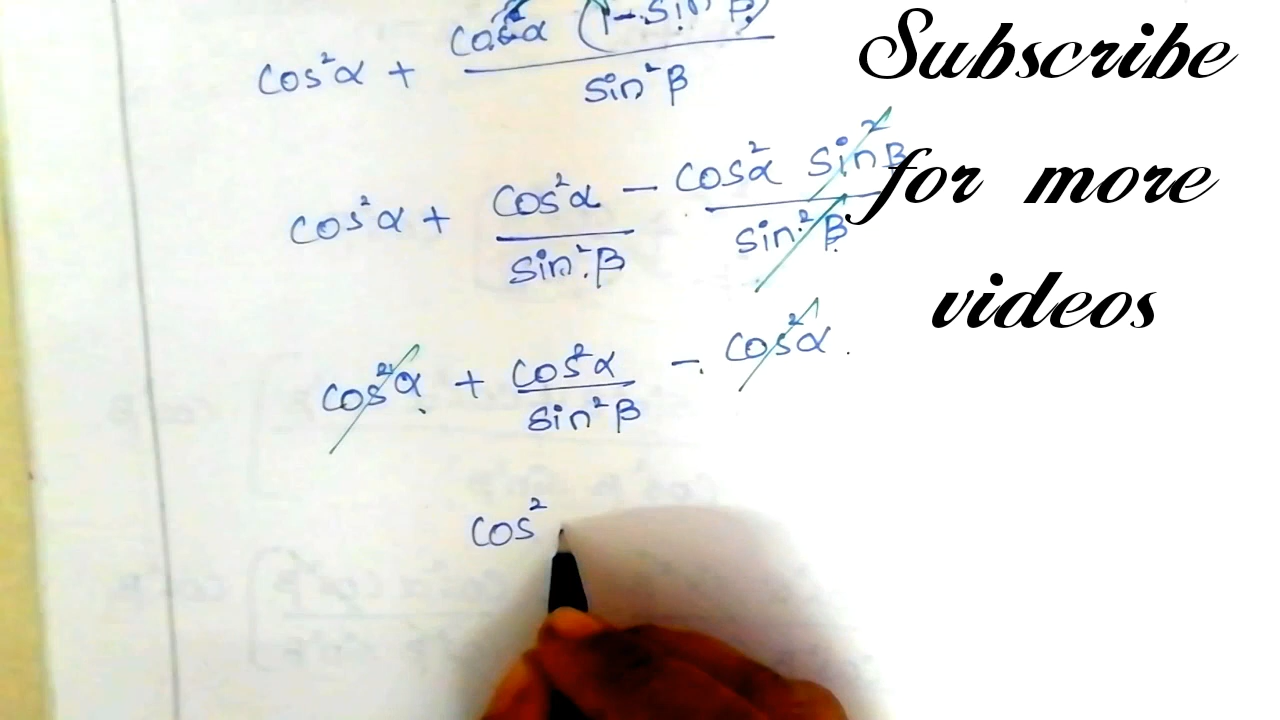 cos²α + cos²α (1 - sin²β) / sin²β
cos²α + cos²α / sin²β - cos²α sin²β / sin²β
cos²α + cos²α / sin²β - cos²α
cos²
Subscribe
for more
videos